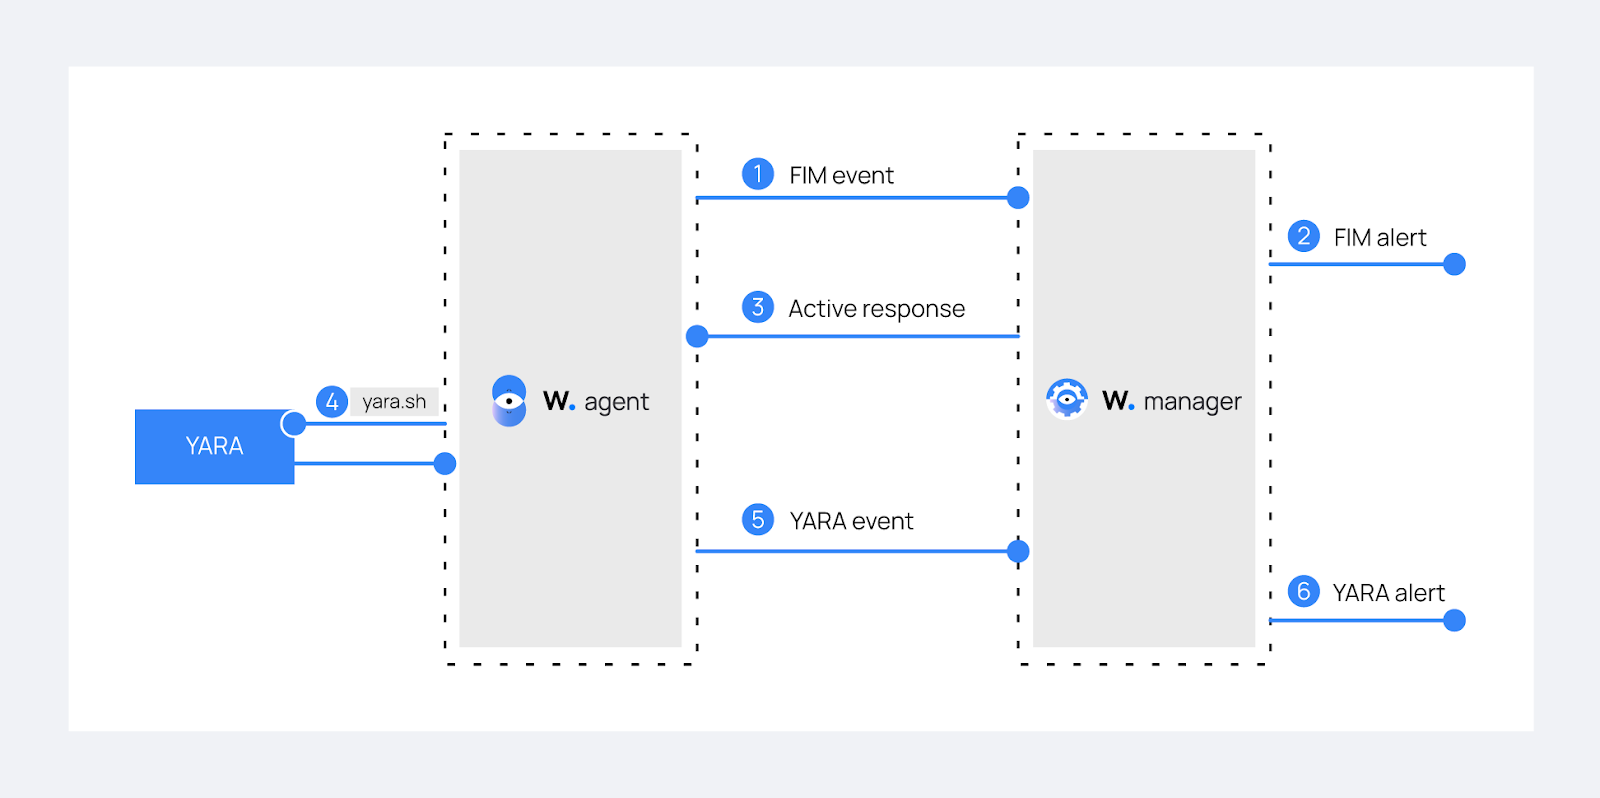 1 FIM event
2 FIM alert
3 Active response
4 yara.sh
W. agent
W. manager
YARA
5 YARA event
6 YARA alert